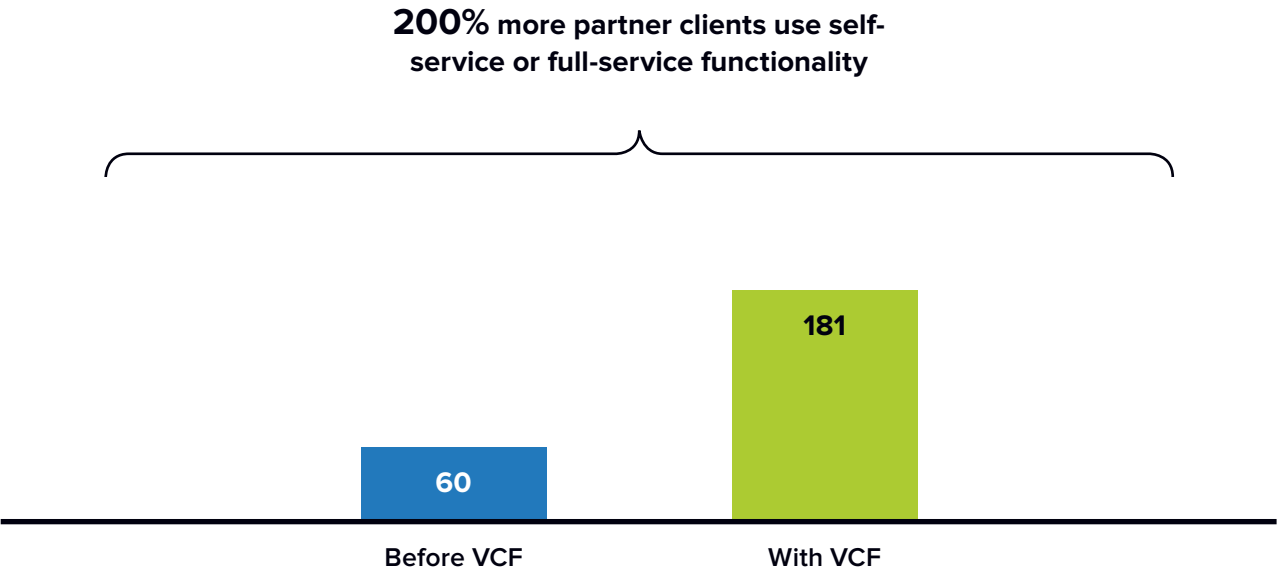 200% more partner clients use self-
service or full-service functionality
60
181
Before VCF
With VCF